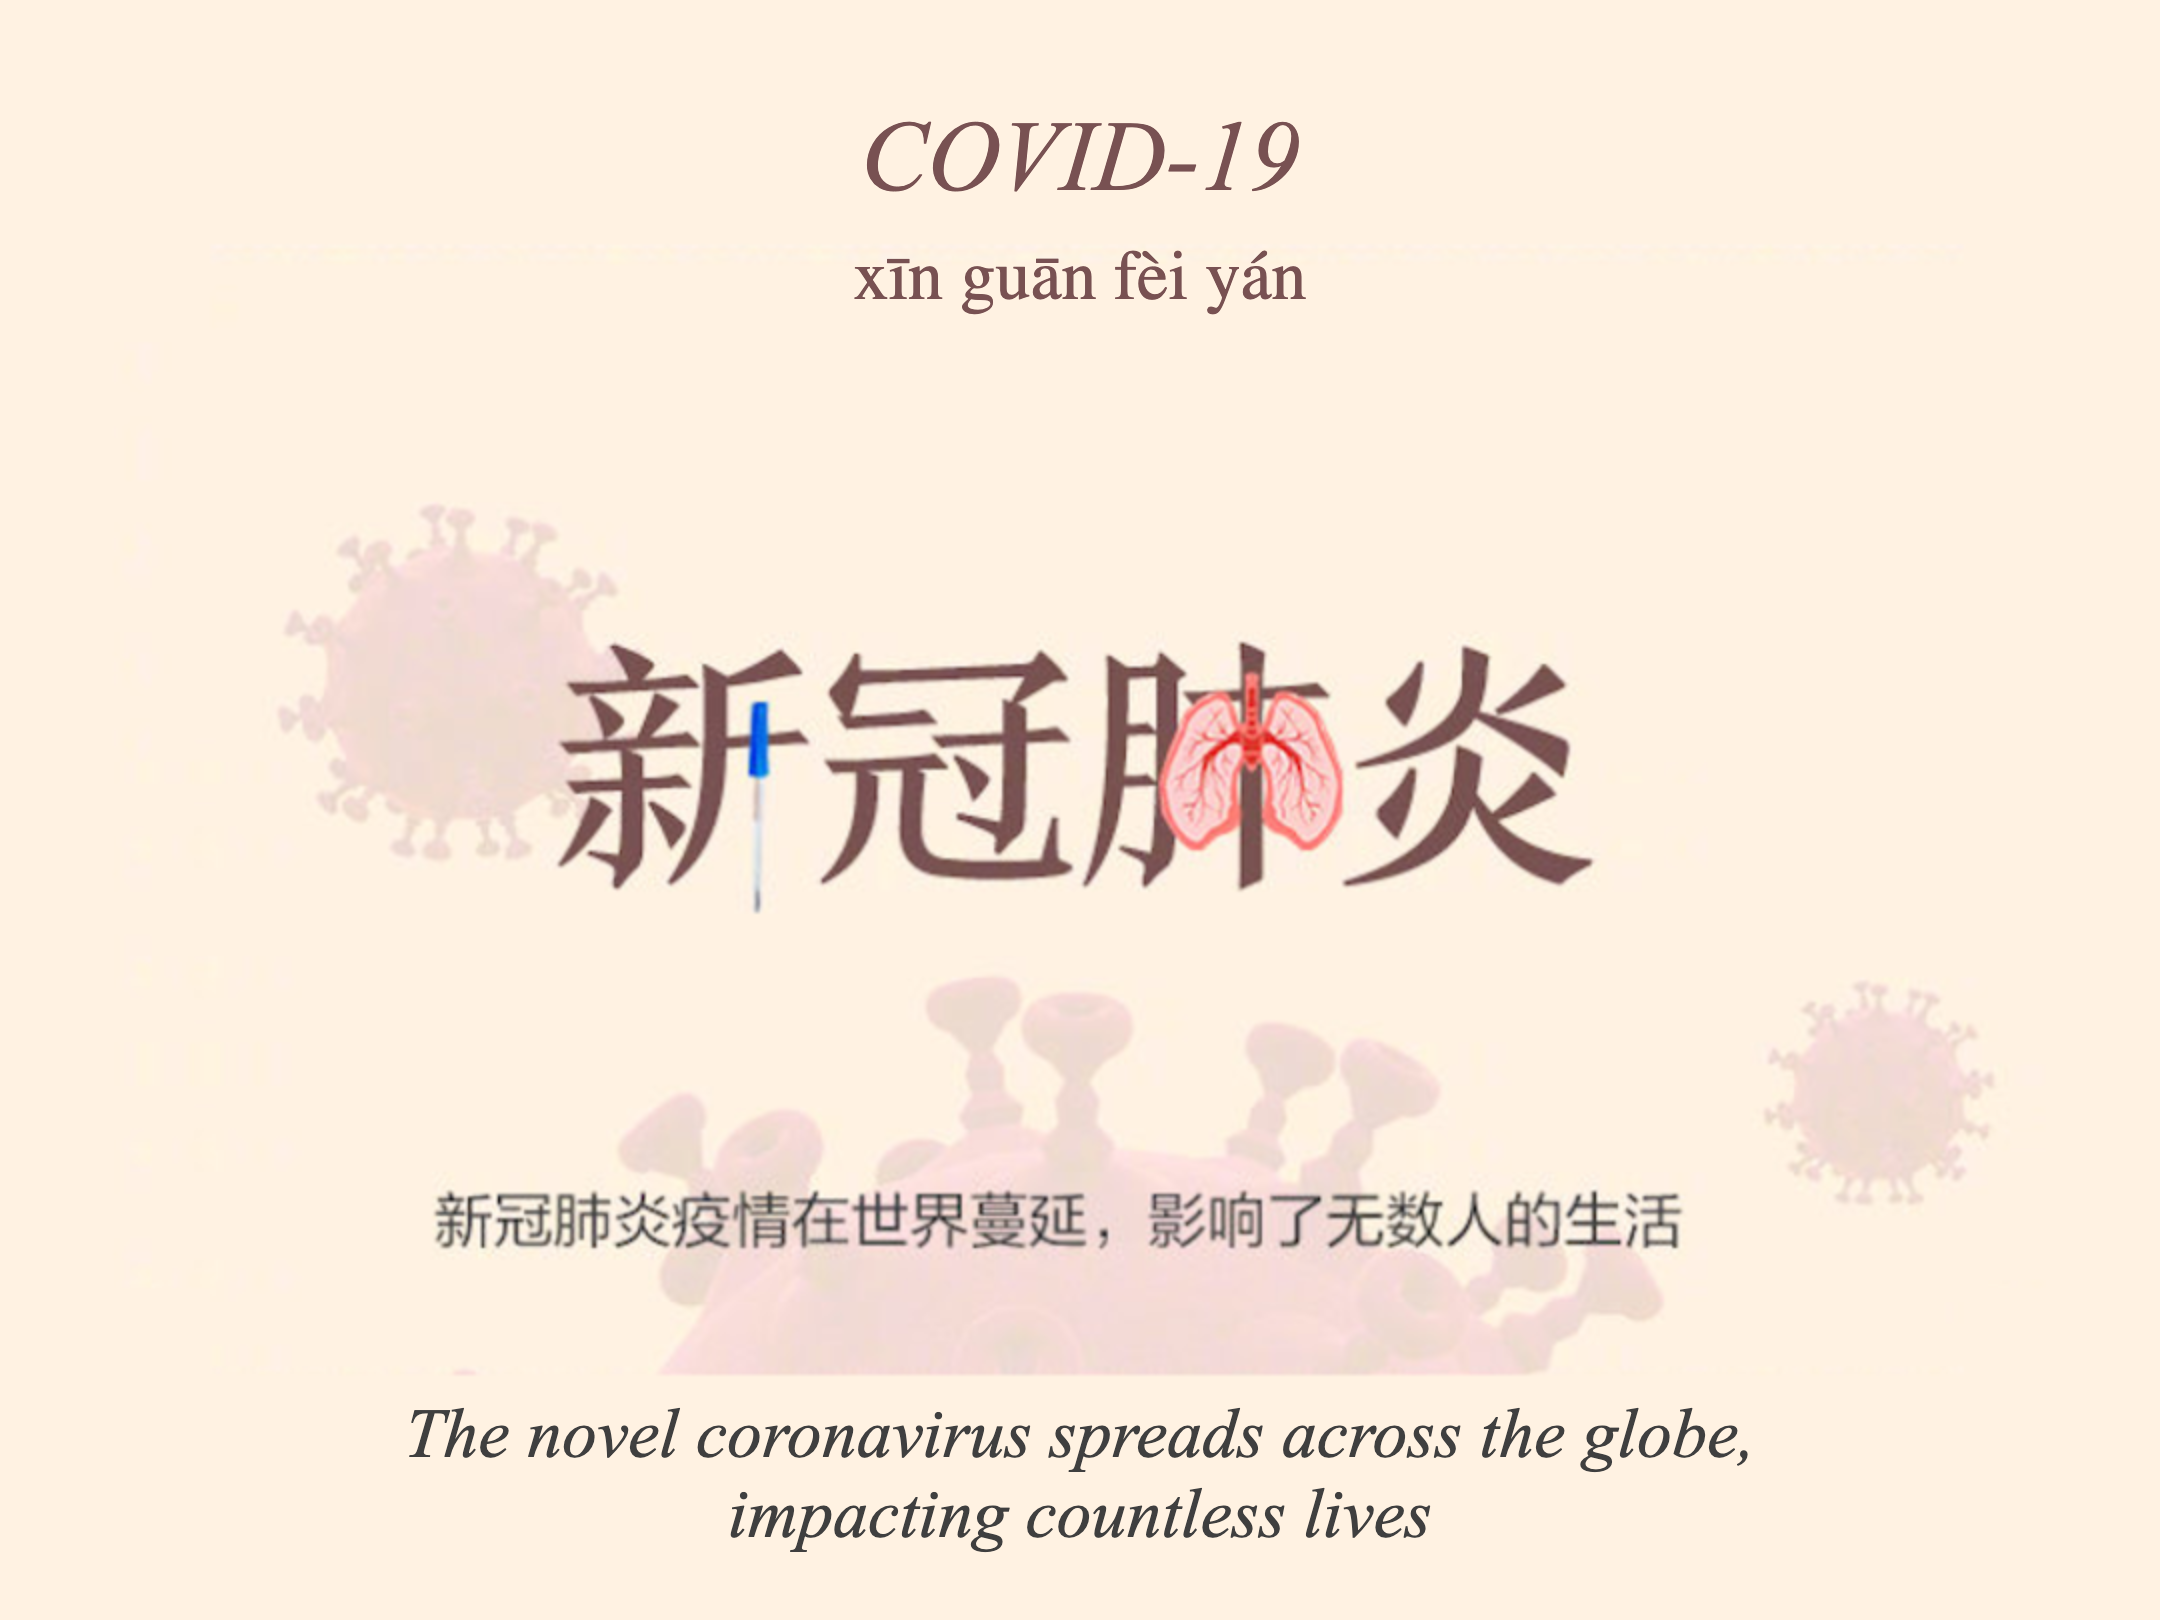 COVID-19
xīn guān fèi yán
新冠肺炎
新冠肺炎疫情在世界蔓延，影响了无数人的生活
The novel coronavirus spreads across the globe,
impacting countless lives